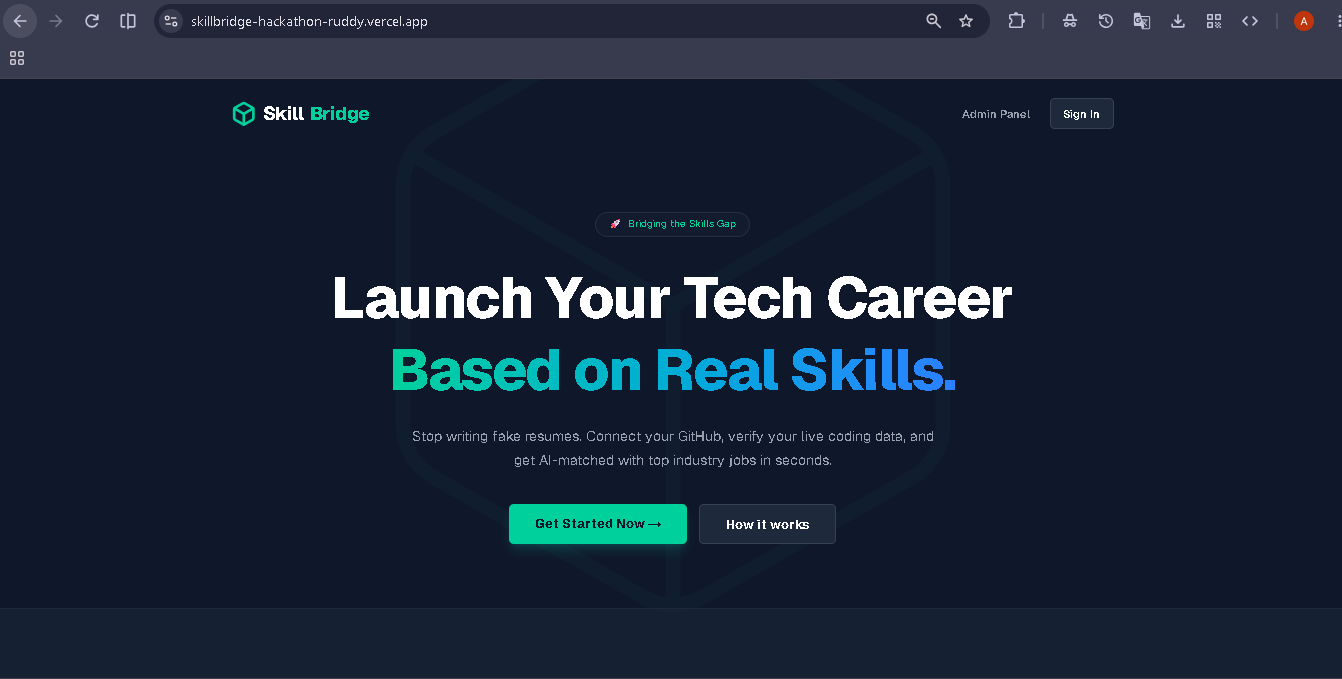 skillbridge-hackathon-ruddy.vercel.app
A
Skill Bridge
Admin Panel
Sign In
🚀 Bridging the Skills Gap
Launch Your Tech Career
Based on Real Skills.
Stop writing fake resumes. Connect your GitHub, verify your live coding data, and
get AI-matched with top industry jobs in seconds.
Get Started Now →
How it works